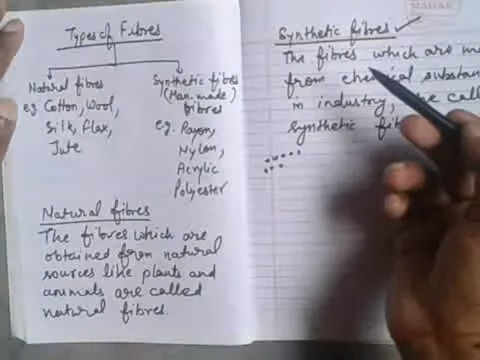 Types of Fibres
Natural fibres
eg. Cotton, Wool,
Silk, Flax,
Jute
Synthetic fibres
(Man-made)
fibres
eg. Rayon,
Nylon,
Acrylic
Polyester
Natural fibres
The fibres which are
obtained from natural
sources like plants and
animals are called
natural fibres.
Synthetic fibres
The fibres which are
from chemical
in industry,
synthetic